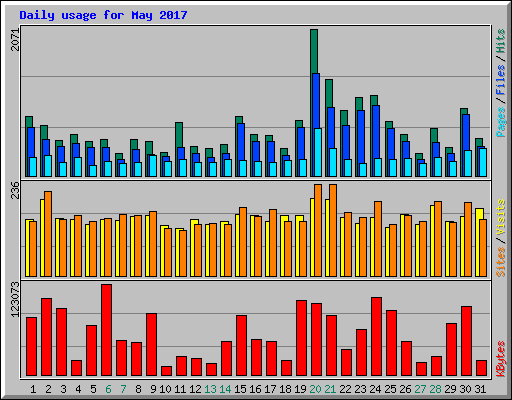 Daily usage for May 2017
2071
236
123073
Pages / Files / Hits
Sites / Visits
KBytes
1 2 3 4 5 6 7 8 9 10 11 12 13 14 15 16 17 18 19 20 21 22 23 24 25 26 27 28 29 30 31